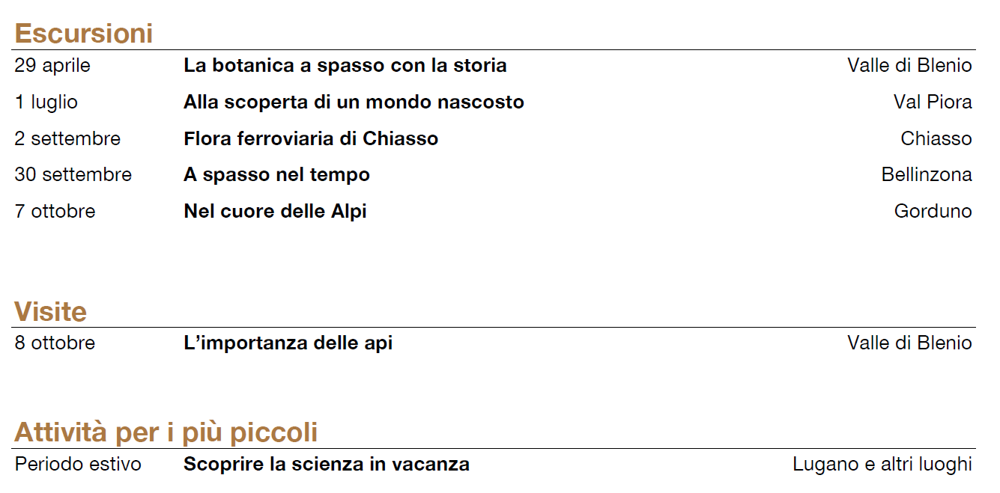 Escursioni
29 aprile La botanica a spasso con la storia Valle di Blenio
1 luglio Alla scoperta di un mondo nascosto Val Piora
2 settembre Flora ferroviaria di Chiasso Chiasso
30 settembre A spasso nel tempo Bellinzona
7 ottobre Nel cuore delle Alpi Gorduno
Visite
8 ottobre L’importanza delle api Valle di Blenio
Attività per i più piccoli
Periodo estivo Scoprire la scienza in vacanza Lugano e altri luoghi